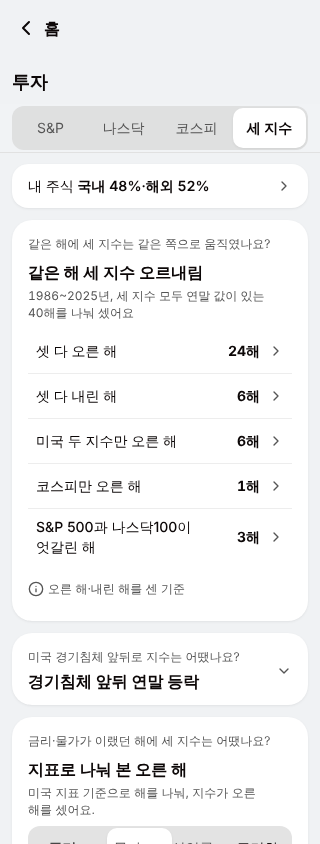 홈
투자
S&P 나스닥 코스피 세 지수
내 주식 국내 48%·해외 52%
같은 해에 세 지수는 같은 쪽으로 움직였나요?
같은 해 세 지수 오르내림
1986~2025년, 세 지수 모두 연말 값이 있는
40해를 나눠 셌어요
셋 다 오른 해 24해
셋 다 내린 해 6해
미국 두 지수만 오른 해 6해
코스피만 오른 해 1해
S&P 500과 나스닥100이
엇갈린 해 3해
오른 해·내린 해를 센 기준
미국 경기침체 앞뒤로 지수는 어땠나요?
경기침체 앞뒤 연말 등락
금리·물가가 이랬던 해에 세 지수는 어땠나요?
지표로 나눠 본 오른 해
미국 지표 기준으로 해를 나눠, 지수가 오른
해를 셌어요.